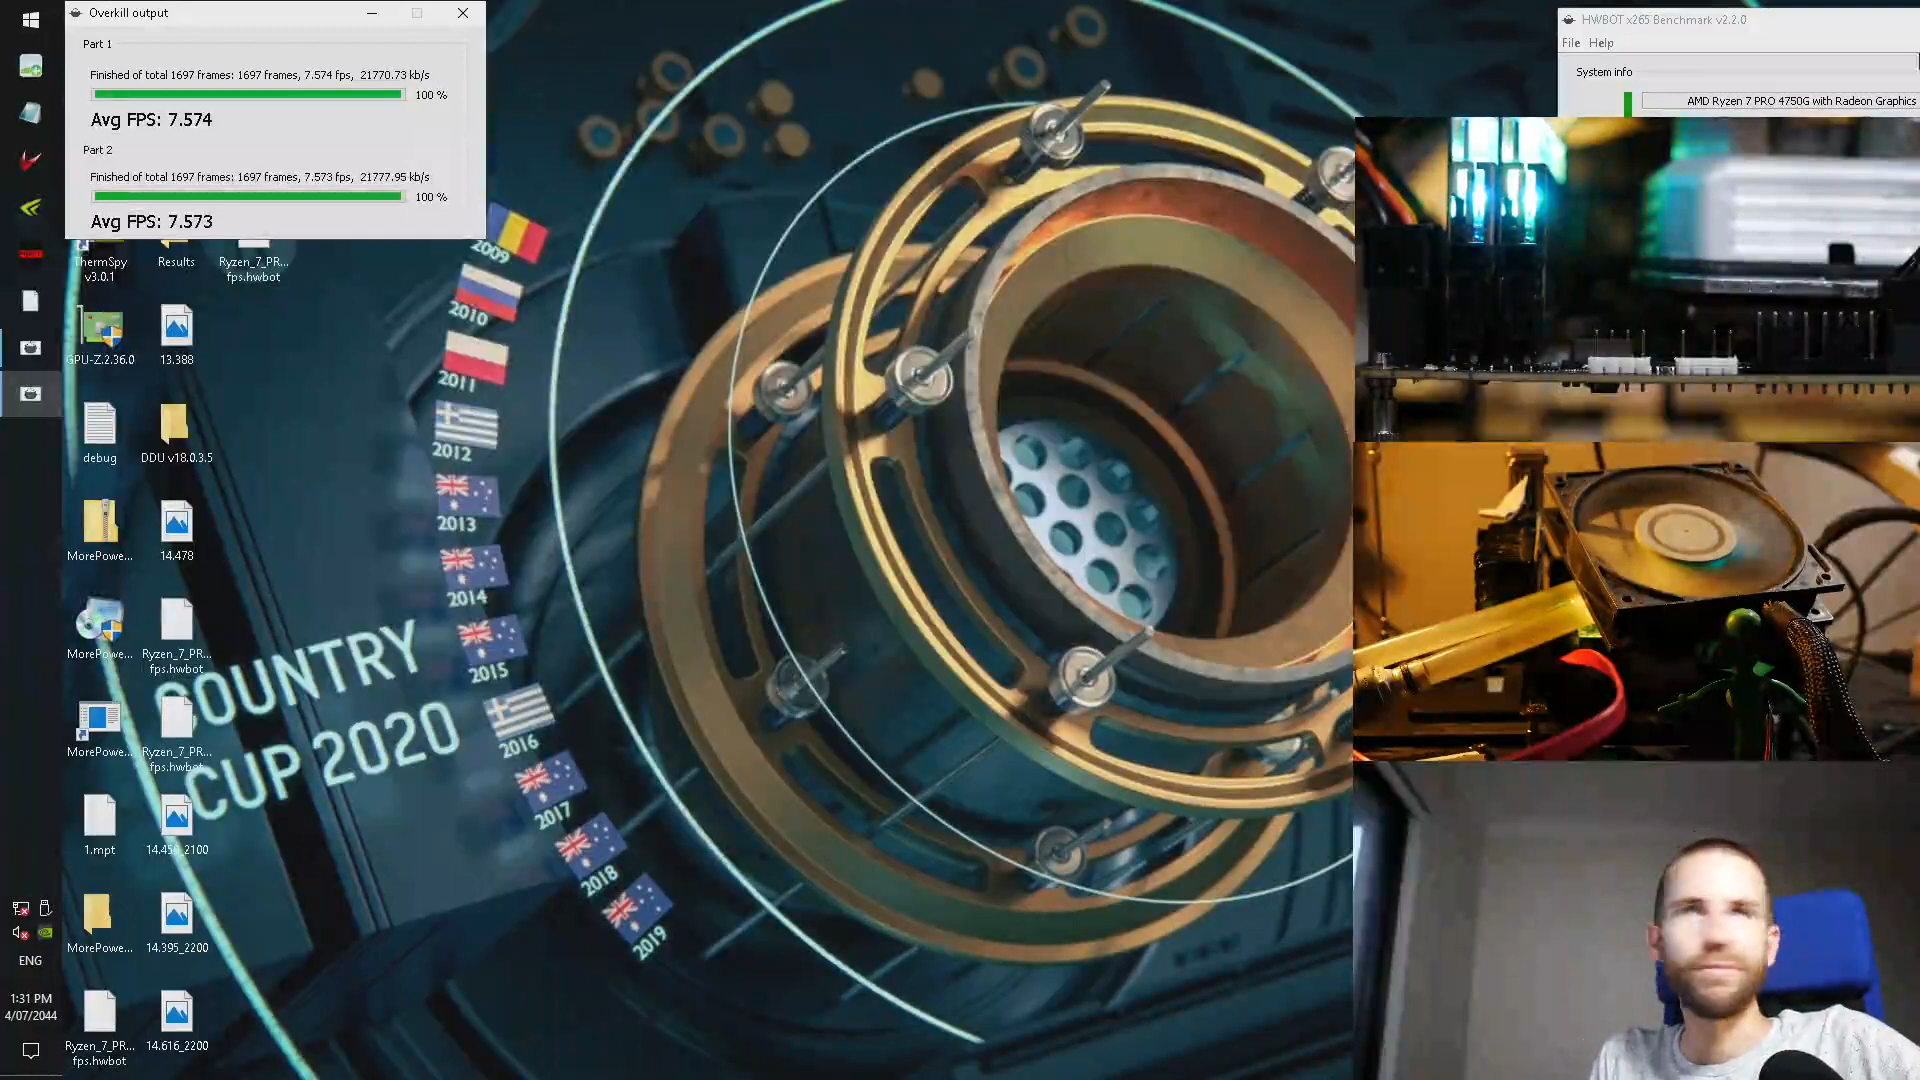 Overkill output
Part 1
Finished of total 1697 frames: 1697 frames, 7.574 fps, 21770.73 kb/s
100 %
Avg FPS: 7.574
Part 2
Finished of total 1697 frames: 1697 frames, 7.573 fps, 21777.95 kb/s
100 %
Avg FPS: 7.573
HWBOT x265 Benchmark v2.2.0
File Help
System info
AMD Ryzen 7 PRO 4750G with Radeon Graphics
ThermSpy
v3.0.1
Results
Ryzen_7_PR...
fps.hwbot
GPU-Z.2.36.0
13.388
debug
DDU v18.0.3.5
MorePowe...
14.478
MorePowe...
Ryzen_7_PR...
fps.hwbot
MorePowe...
Ryzen_7_PR...
fps.hwbot
1.mpt
14.459_2100
MorePowe...
14.395_2200
Ryzen_7_PR...
fps.hwbot
14.616_2200
2009
2010
2011
2012
2013
2014
2015
2016
2017
2018
2019
COUNTRY
CUP 2020
ENG
1:31 PM
4/07/2044